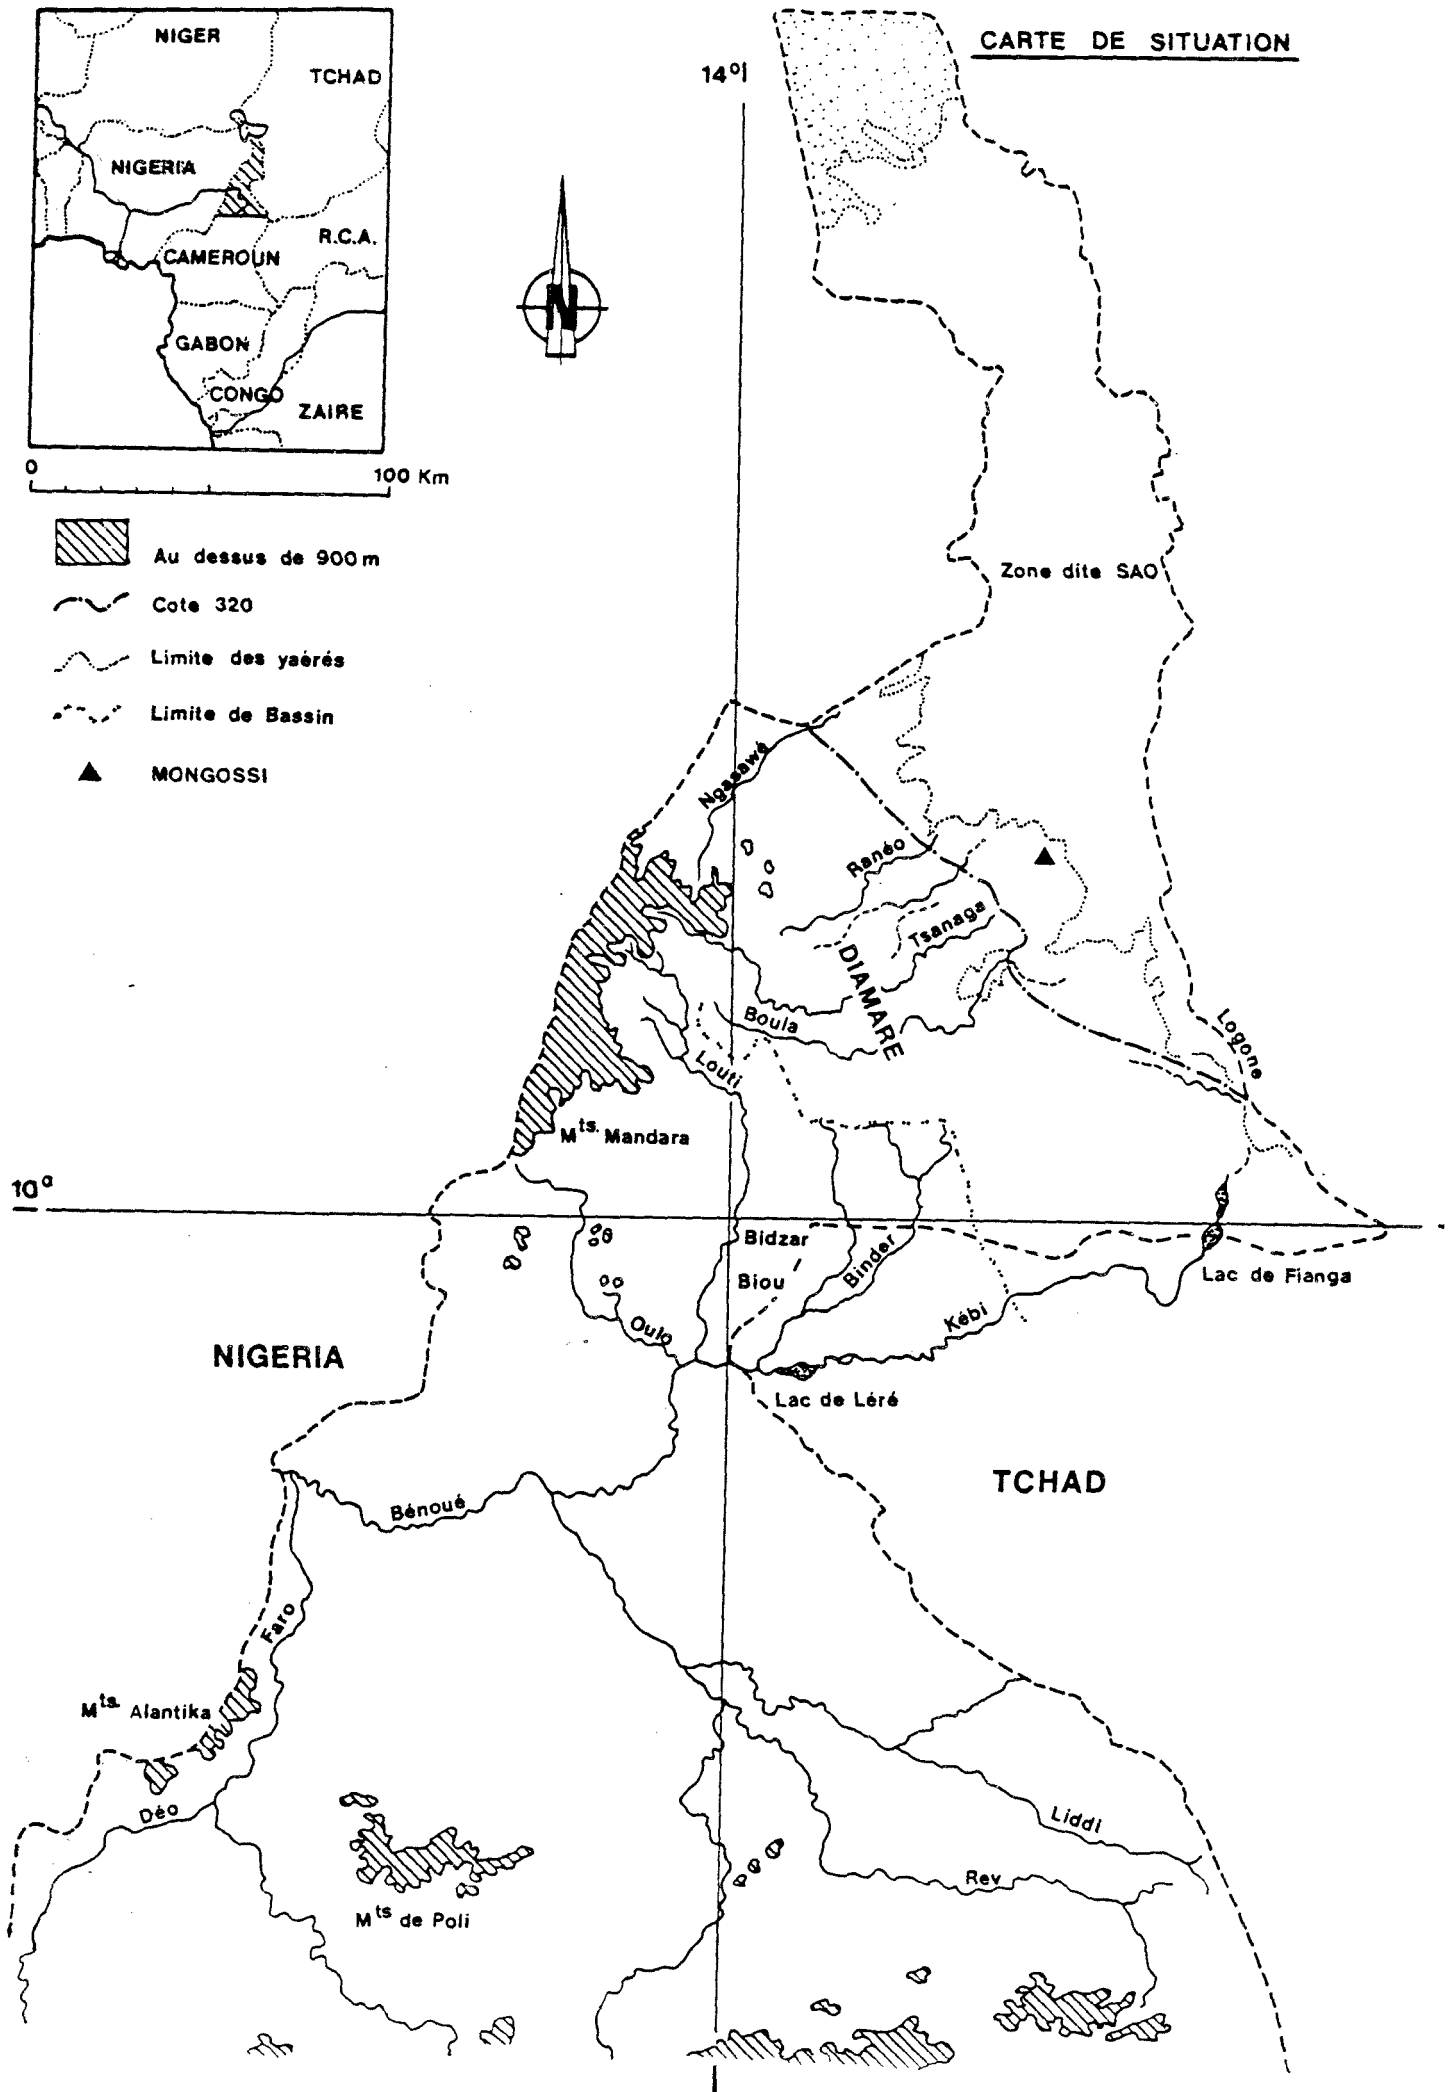 CARTE DE SITUATION
NIGER
TCHAD
NIGERIA
R.C.A.
CAMEROUN
GABON
CONGO
ZAIRE
0
100 Km
14°
N
Au dessus de 900 m
Cote 320
Limite des yaérés
Limite de Bassin
MONGOSSI
Zone dite SAO
Ngasawé
Ranéo
Tsanaga
DIAMARE
Boula
Louti
Logone
Mts. Mandara
10°
Bidzar
Biou
Binder
Lac de Fianga
Kébi
Oulo
NIGERIA
Lac de Léré
TCHAD
Bénoué
Faro
Mts. Alantika
Déo
Liddi
Rey
Mts de Poli